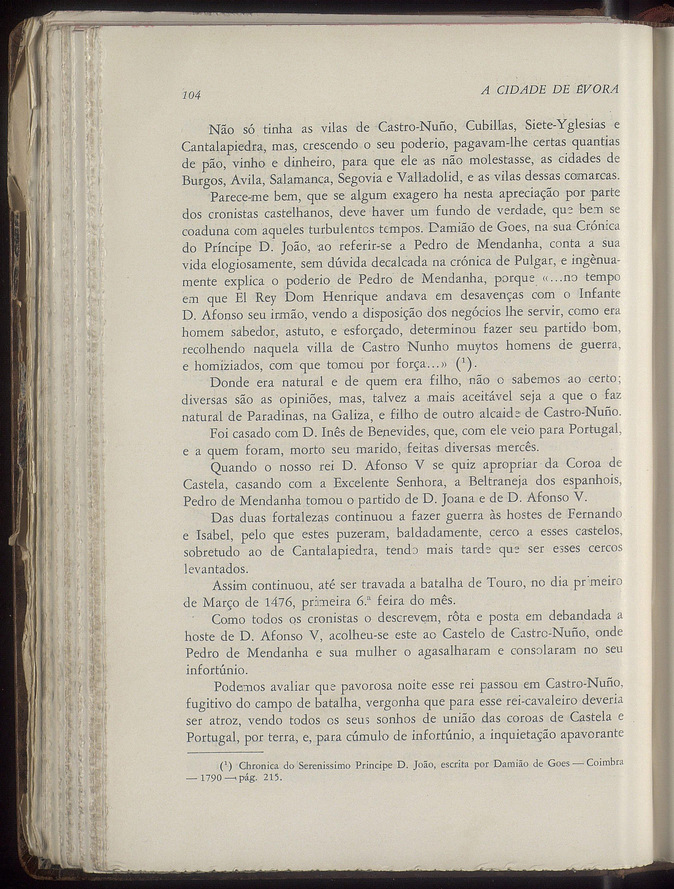 104
A CIDADE DE ÉVORA
Não só tinha as vilas de Castro-Nuño, Cubillas, Siete-Yglesias e
Cantalapiedra, mas, crescendo o seu poderio, pagavam-lhe certas quantias
de pão, vinho e dinheiro, para que ele as não molestasse, as cidades de
Burgos, Avila, Salamanca, Segovia e Valladolid, e as vilas dessas comarcas.
Parece-me bem, que se algum exagero ha nesta apreciação por parte
dos cronistas castelhanos, deve haver um fundo de verdade, que bem se
coaduna com aqueles turbulentos tempos. Damião de Goes, na sua Crónica
do Príncipe D. João, ao referir-se a Pedro de Mendanha, conta a sua
vida elogiosamente, sem dúvida decalcada na crónica de Pulgar, e ingènua-
mente explica o poderio de Pedro de Mendanha, porque «...no tempo
em que El Rey Dom Henrique andava em desavenças com o Infante
D. Afonso seu irmão, vendo a disposição dos negócios lhe servir, como era
homem sabedor, astuto, e esforçado, determinou fazer seu partido bom,
recolhendo naquela villa de Castro Nunho muytos homens de guerra,
e homiziados, com que tomou por força...» (¹).
Donde era natural e de quem era filho, não o sabemos ao certo;
diversas são as opiniões, mas, talvez a mais aceitável seja a que o faz
natural de Paradinas, na Galiza, e filho de outro alcaide de Castro-Nuño.
Foi casado com D. Inês de Benevides, que, com ele veio para Portugal,
e a quem foram, morto seu marido, feitas diversas mercês.
Quando o nosso rei D. Afonso V se quiz apropriar da Coroa de
Castela, casando com a Excelente Senhora, a Beltraneja dos espanhois,
Pedro de Mendanha tomou o partido de D. Joana e de D. Afonso V.
Das duas fortalezas continuou a fazer guerra às hostes de Fernando
e Isabel, pelo que estes puzeram, baldadamente, cerco a esses castelos,
sobretudo ao de Cantalapiedra, tendo mais tarde que ser esses cercos
levantados.
Assim continuou, até ser travada a batalha de Touro, no dia primeiro
de Março de 1476, primeira 6.ª feira do mês.
Como todos os cronistas o descrevem, rôta e posta em debandada a
hoste de D. Afonso V, acolheu-se este ao Castelo de Castro-Nuño, onde
Pedro de Mendanha e sua mulher o agasalharam e consolaram no seu
infortúnio.
Podemos avaliar que pavorosa noite esse rei passou em Castro-Nuño,
fugitivo do campo de batalha, vergonha que para esse rei-cavaleiro deveria
ser atroz, vendo todos os seus sonhos de união das coroas de Castela e
Portugal, por terra, e, para cúmulo de infortúnio, a inquietação apavorante
(¹) Chronica do Serenissimo Principe D. João, escrita por Damião de Goes — Coimbra
— 1790 — pág. 215.